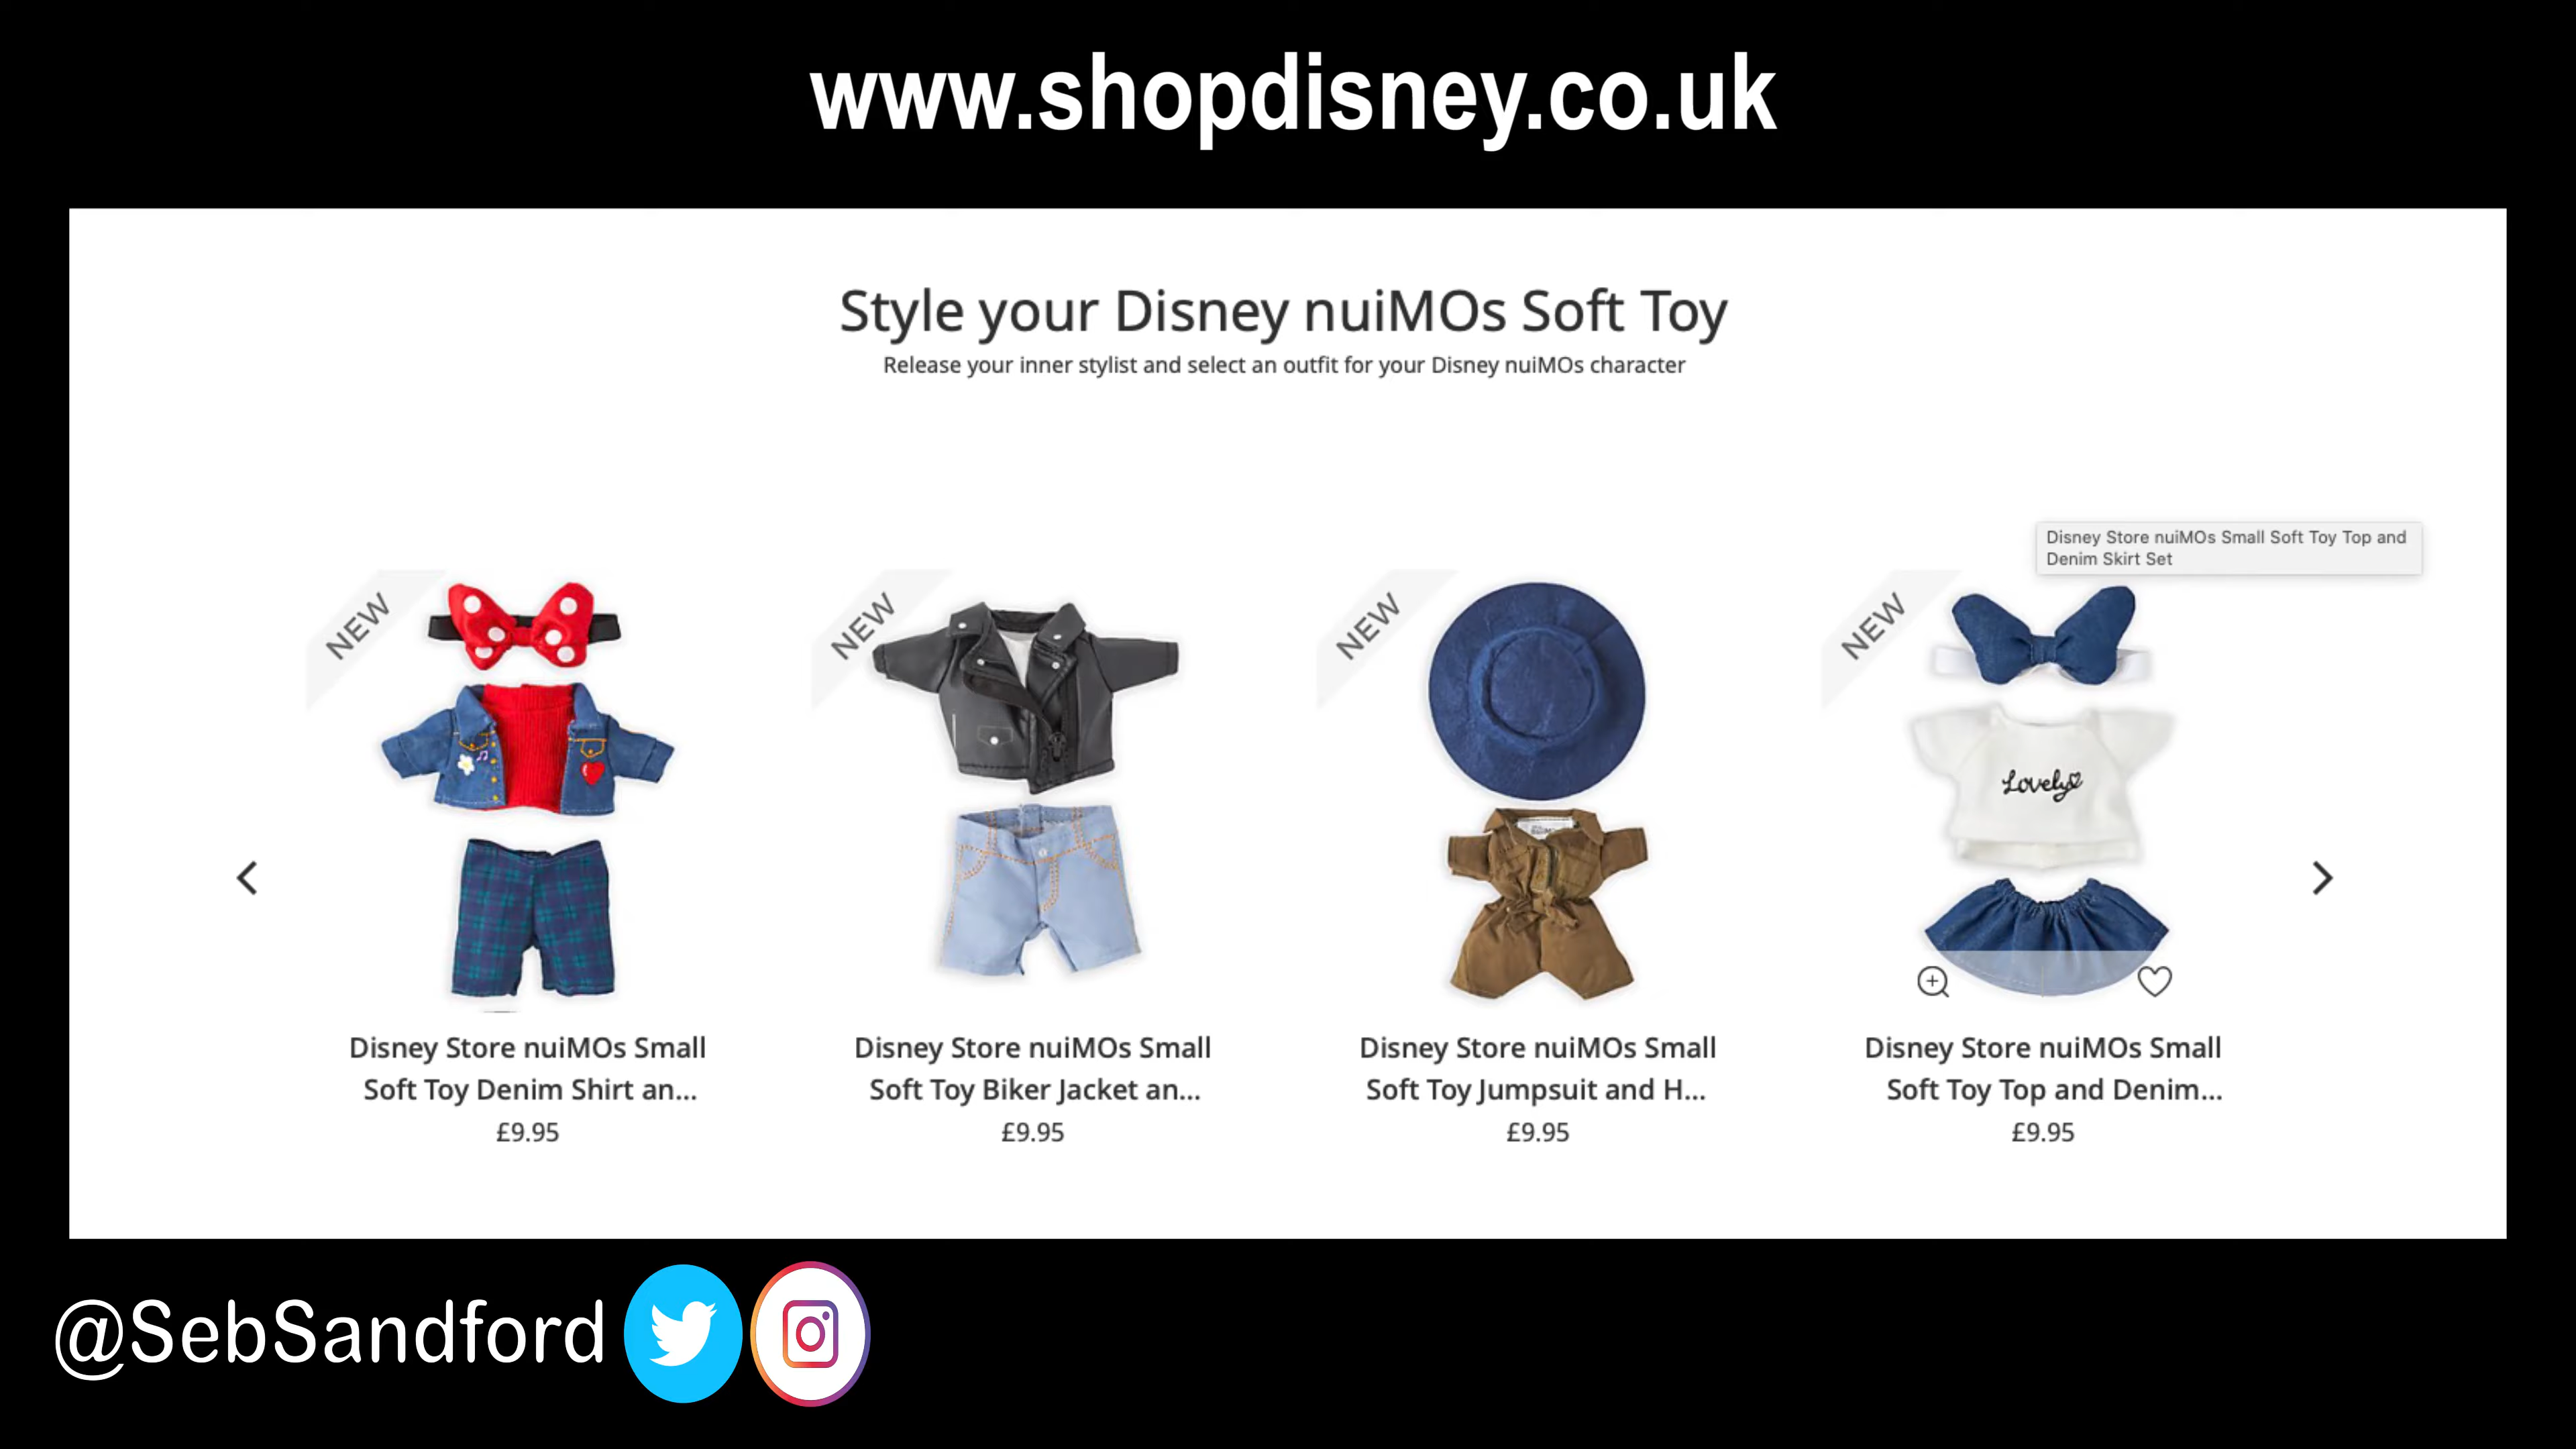 www.shopdisney.co.uk
Style your Disney nuiMOs Soft Toy
Release your inner stylist and select an outfit for your Disney nuiMOs character
Disney Store nuiMOs Small Soft Toy Top and
Denim Skirt Set
NEW
NEW
NEW
NEW
Lovely
Disney Store nuiMOs Small
Soft Toy Denim Shirt an...
£9.95
Disney Store nuiMOs Small
Soft Toy Biker Jacket an...
£9.95
Disney Store nuiMOs Small
Soft Toy Jumpsuit and H...
£9.95
Disney Store nuiMOs Small
Soft Toy Top and Denim...
£9.95
@SebSandford